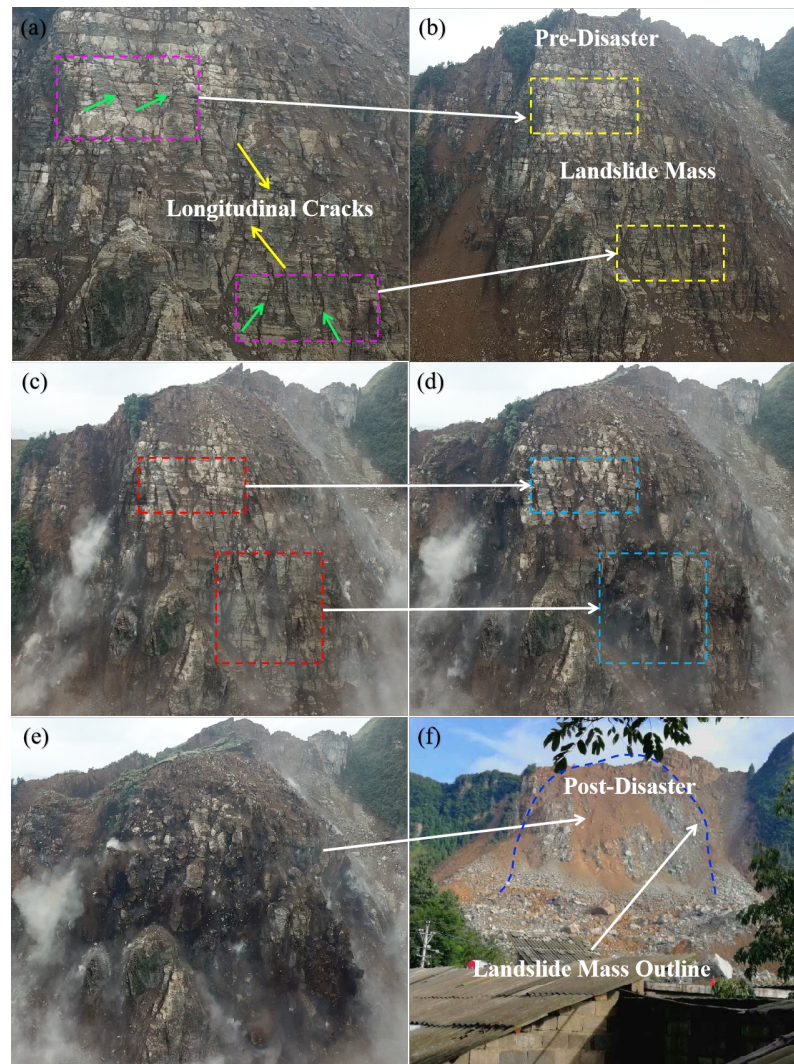 (a)
Longitudinal Cracks
(b)
Pre-Disaster
Landslide Mass
(c)
(d)
(e)
(f)
Post-Disaster
Landslide Mass Outline